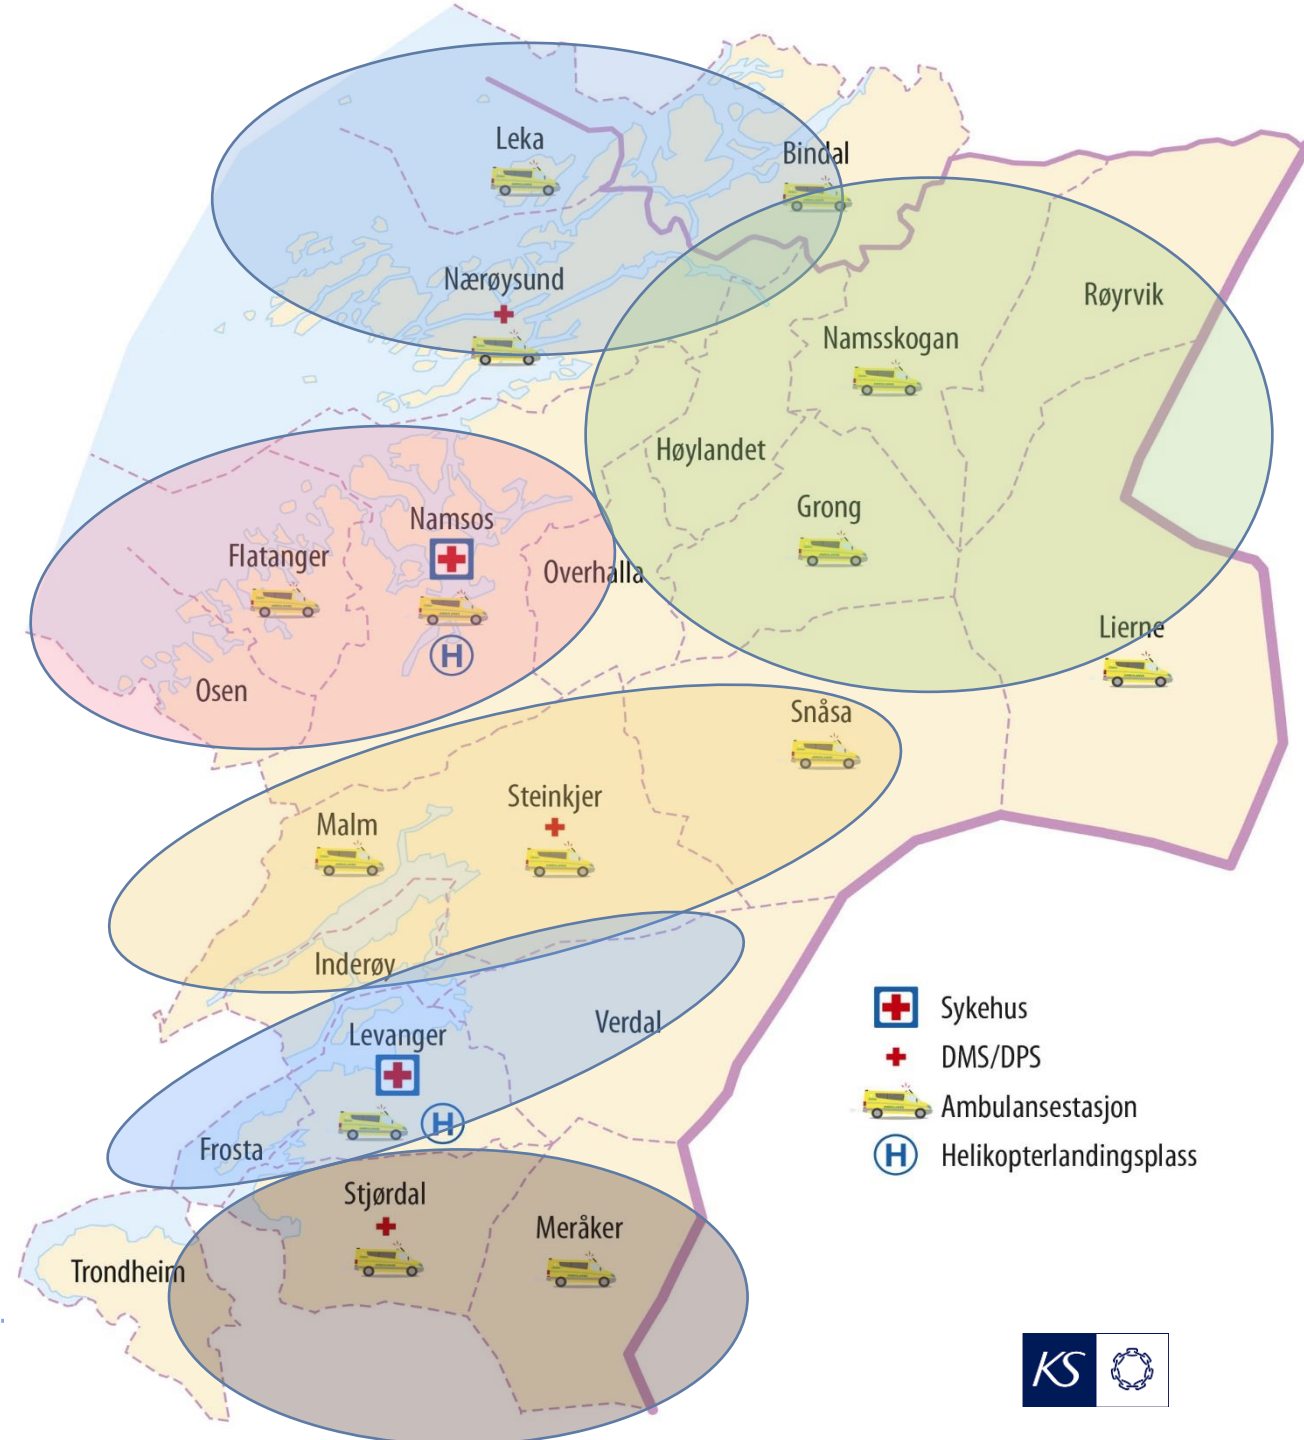 Leka
Bindal
Nærøysund
Røyrvik
Namsskogan
Høylandet
Grong
Namsos
Flatanger
Overhalla
Lierne
Osen
Snåsa
Steinkjer
Malm
Inderøy
Verdal
Levanger
Frosta
Stjørdal
Meråker
Trondheim
Sykehus
DMS/DPS
Ambulansestasjon
H Helikopterlandingsplass
H
H
KS